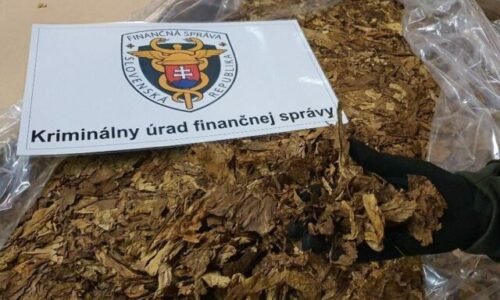 FINANČNÁ SPRÁVA
SLOVENSKÁ REPUBLIKA
Kriminálny úrad finančnej správy